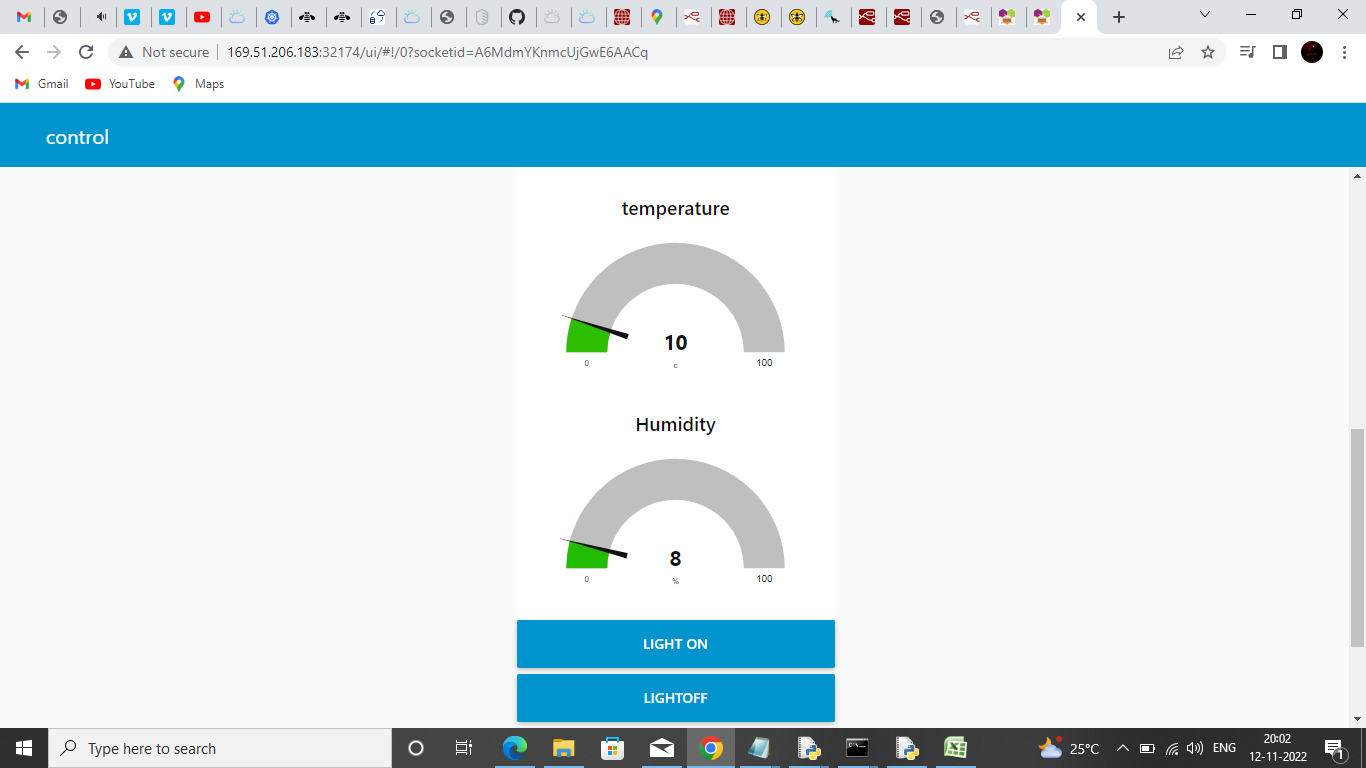 Not secure
169.51.206.183:32174/ui/#!/0?socketid=A6MdmYKnmcUjGwE6AACq
Gmail
YouTube
Maps
control
temperature
10
0
c
100
Humidity
8
0
%
100
LIGHT ON
LIGHTOFF
Type here to search
25°C
ENG
20:02
12-11-2022
1